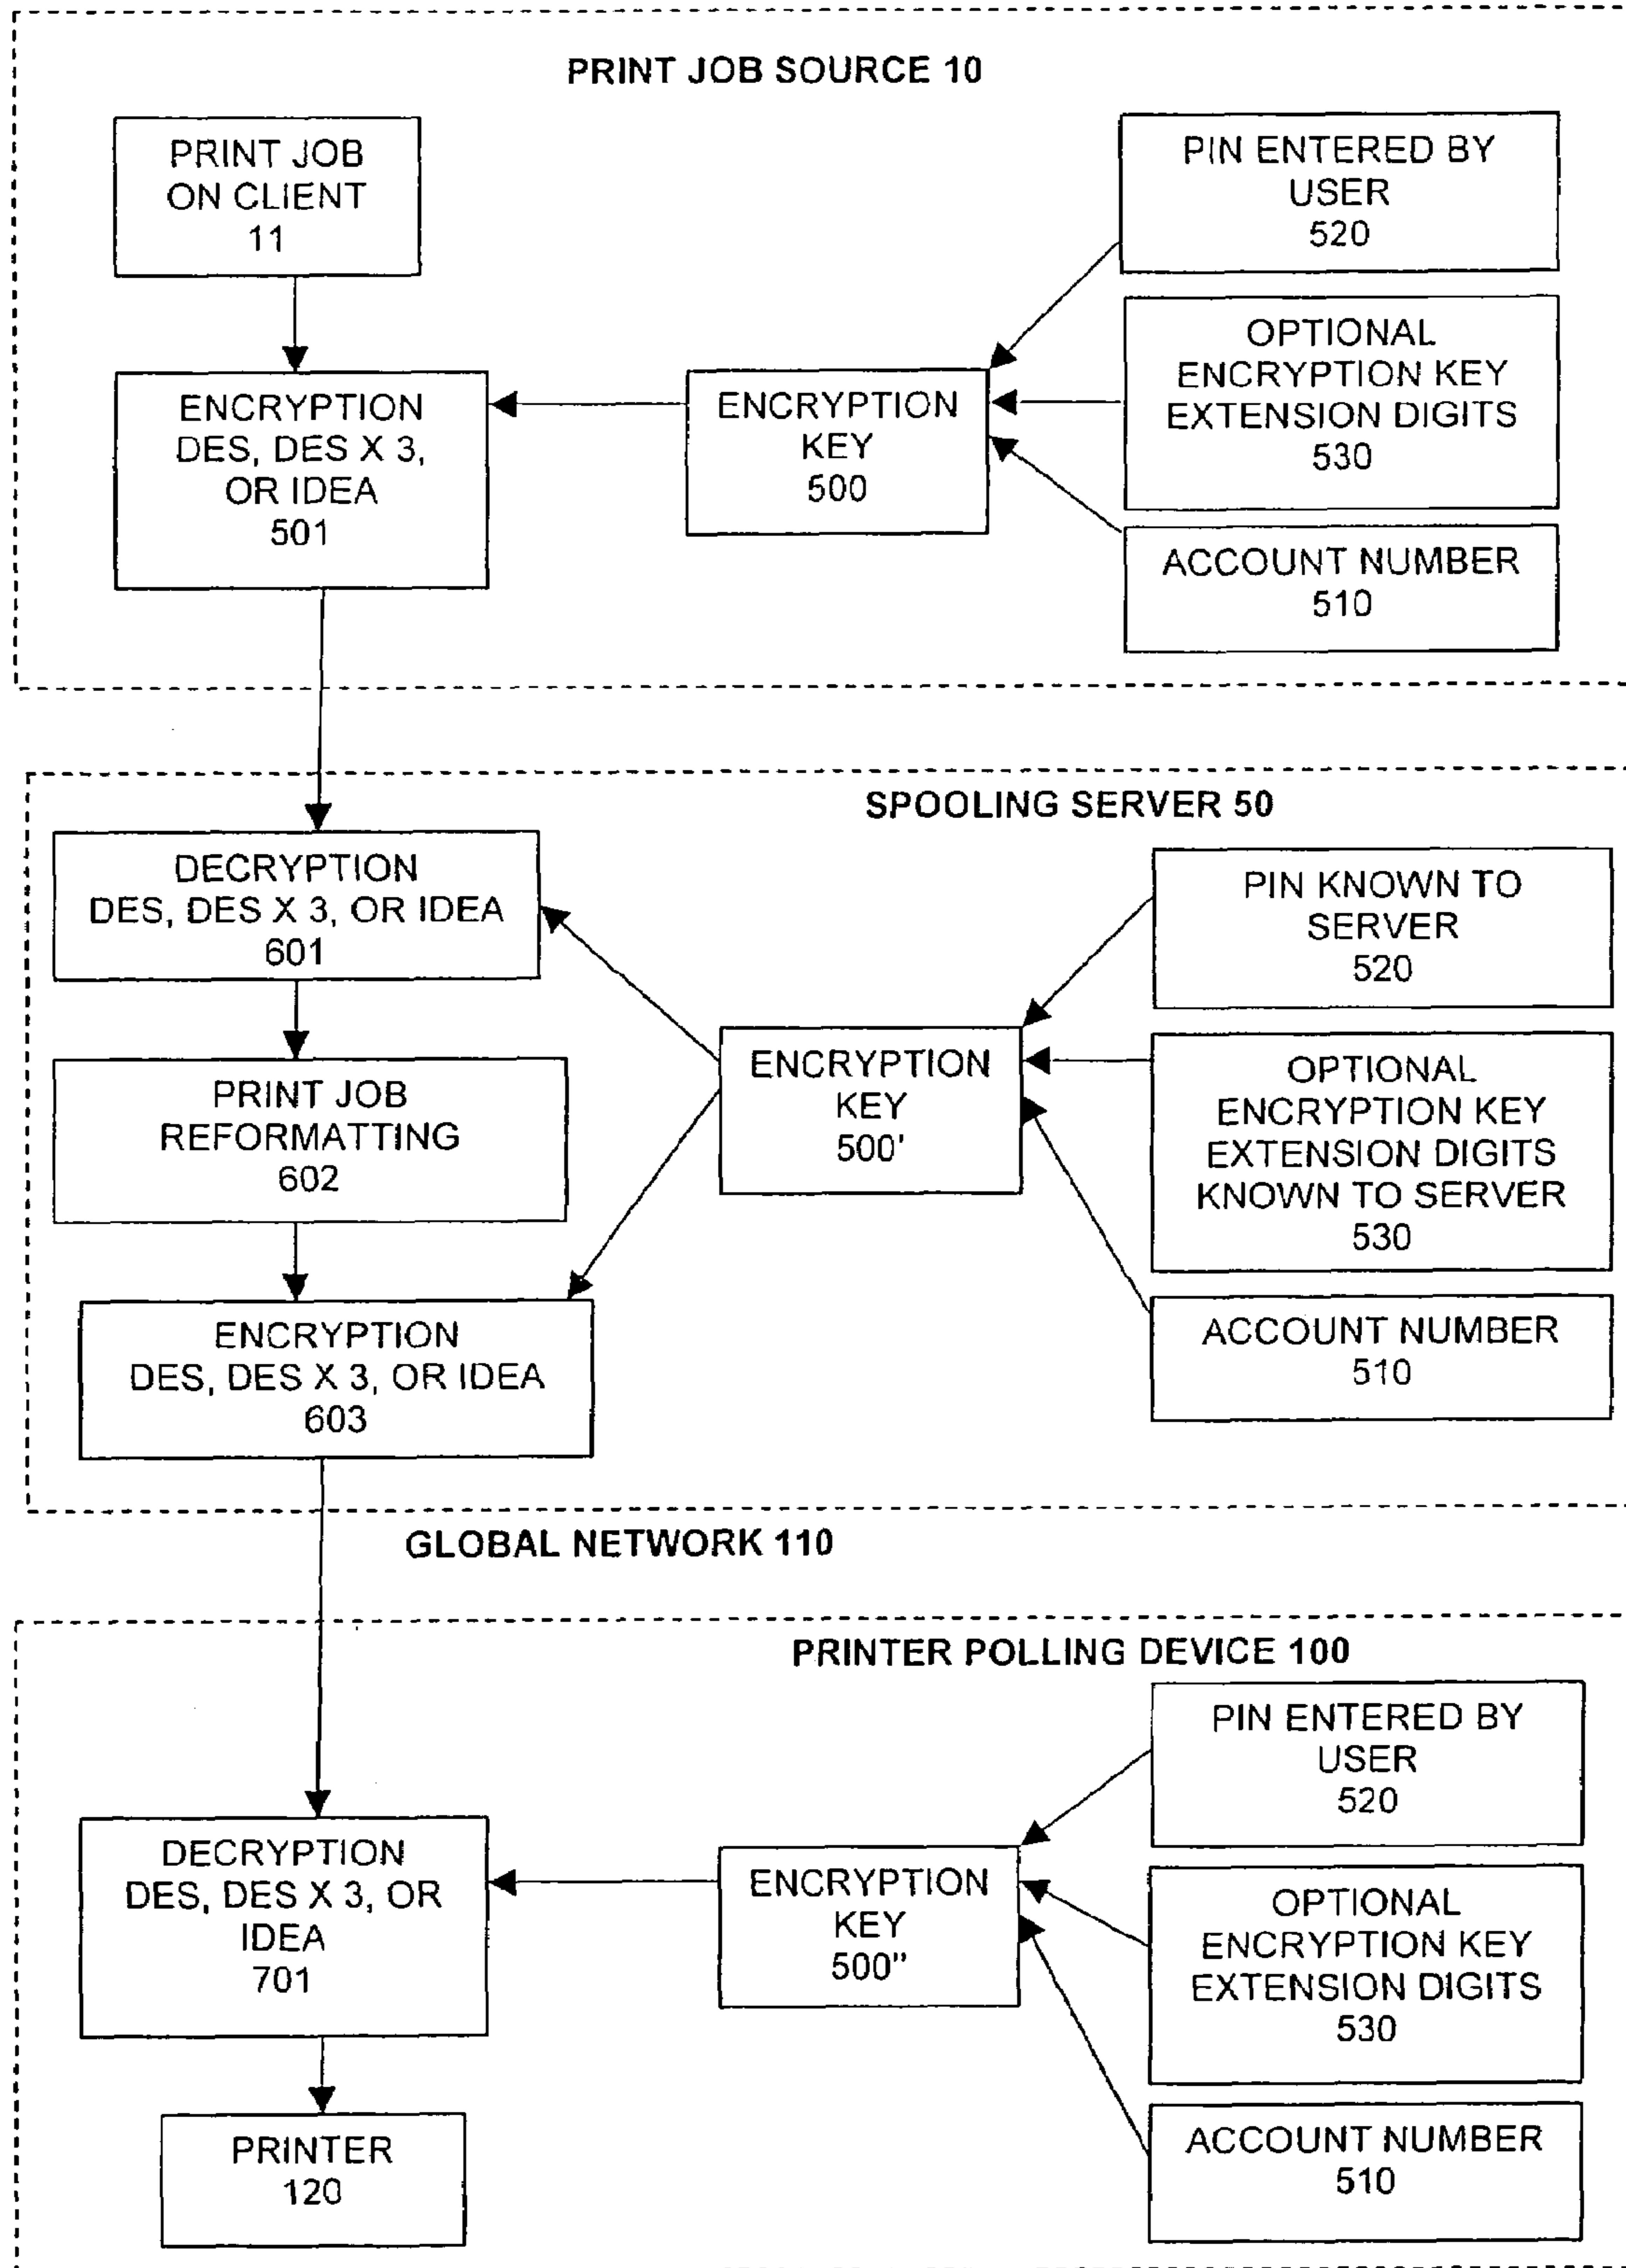 PRINT JOB SOURCE 10
PRINT JOB
ON CLIENT
11
PIN ENTERED BY
USER
520
OPTIONAL
ENCRYPTION KEY
EXTENSION DIGITS
530
ENCRYPTION
DES, DES X 3,
OR IDEA
501
ENCRYPTION
KEY
500
ACCOUNT NUMBER
510
SPOOLING SERVER 50
DECRYPTION
DES, DES X 3, OR IDEA
601
PIN KNOWN TO
SERVER
520
PRINT JOB
REFORMATTING
602
ENCRYPTION
KEY
500'
OPTIONAL
ENCRYPTION KEY
EXTENSION DIGITS
KNOWN TO SERVER
530
ENCRYPTION
DES, DES X 3, OR IDEA
603
ACCOUNT NUMBER
510
GLOBAL NETWORK 110
PRINTER POLLING DEVICE 100
PIN ENTERED BY
USER
520
DECRYPTION
DES, DES X 3, OR
IDEA
701
ENCRYPTION
KEY
500"
OPTIONAL
ENCRYPTION KEY
EXTENSION DIGITS
530
PRINTER
120
ACCOUNT NUMBER
510